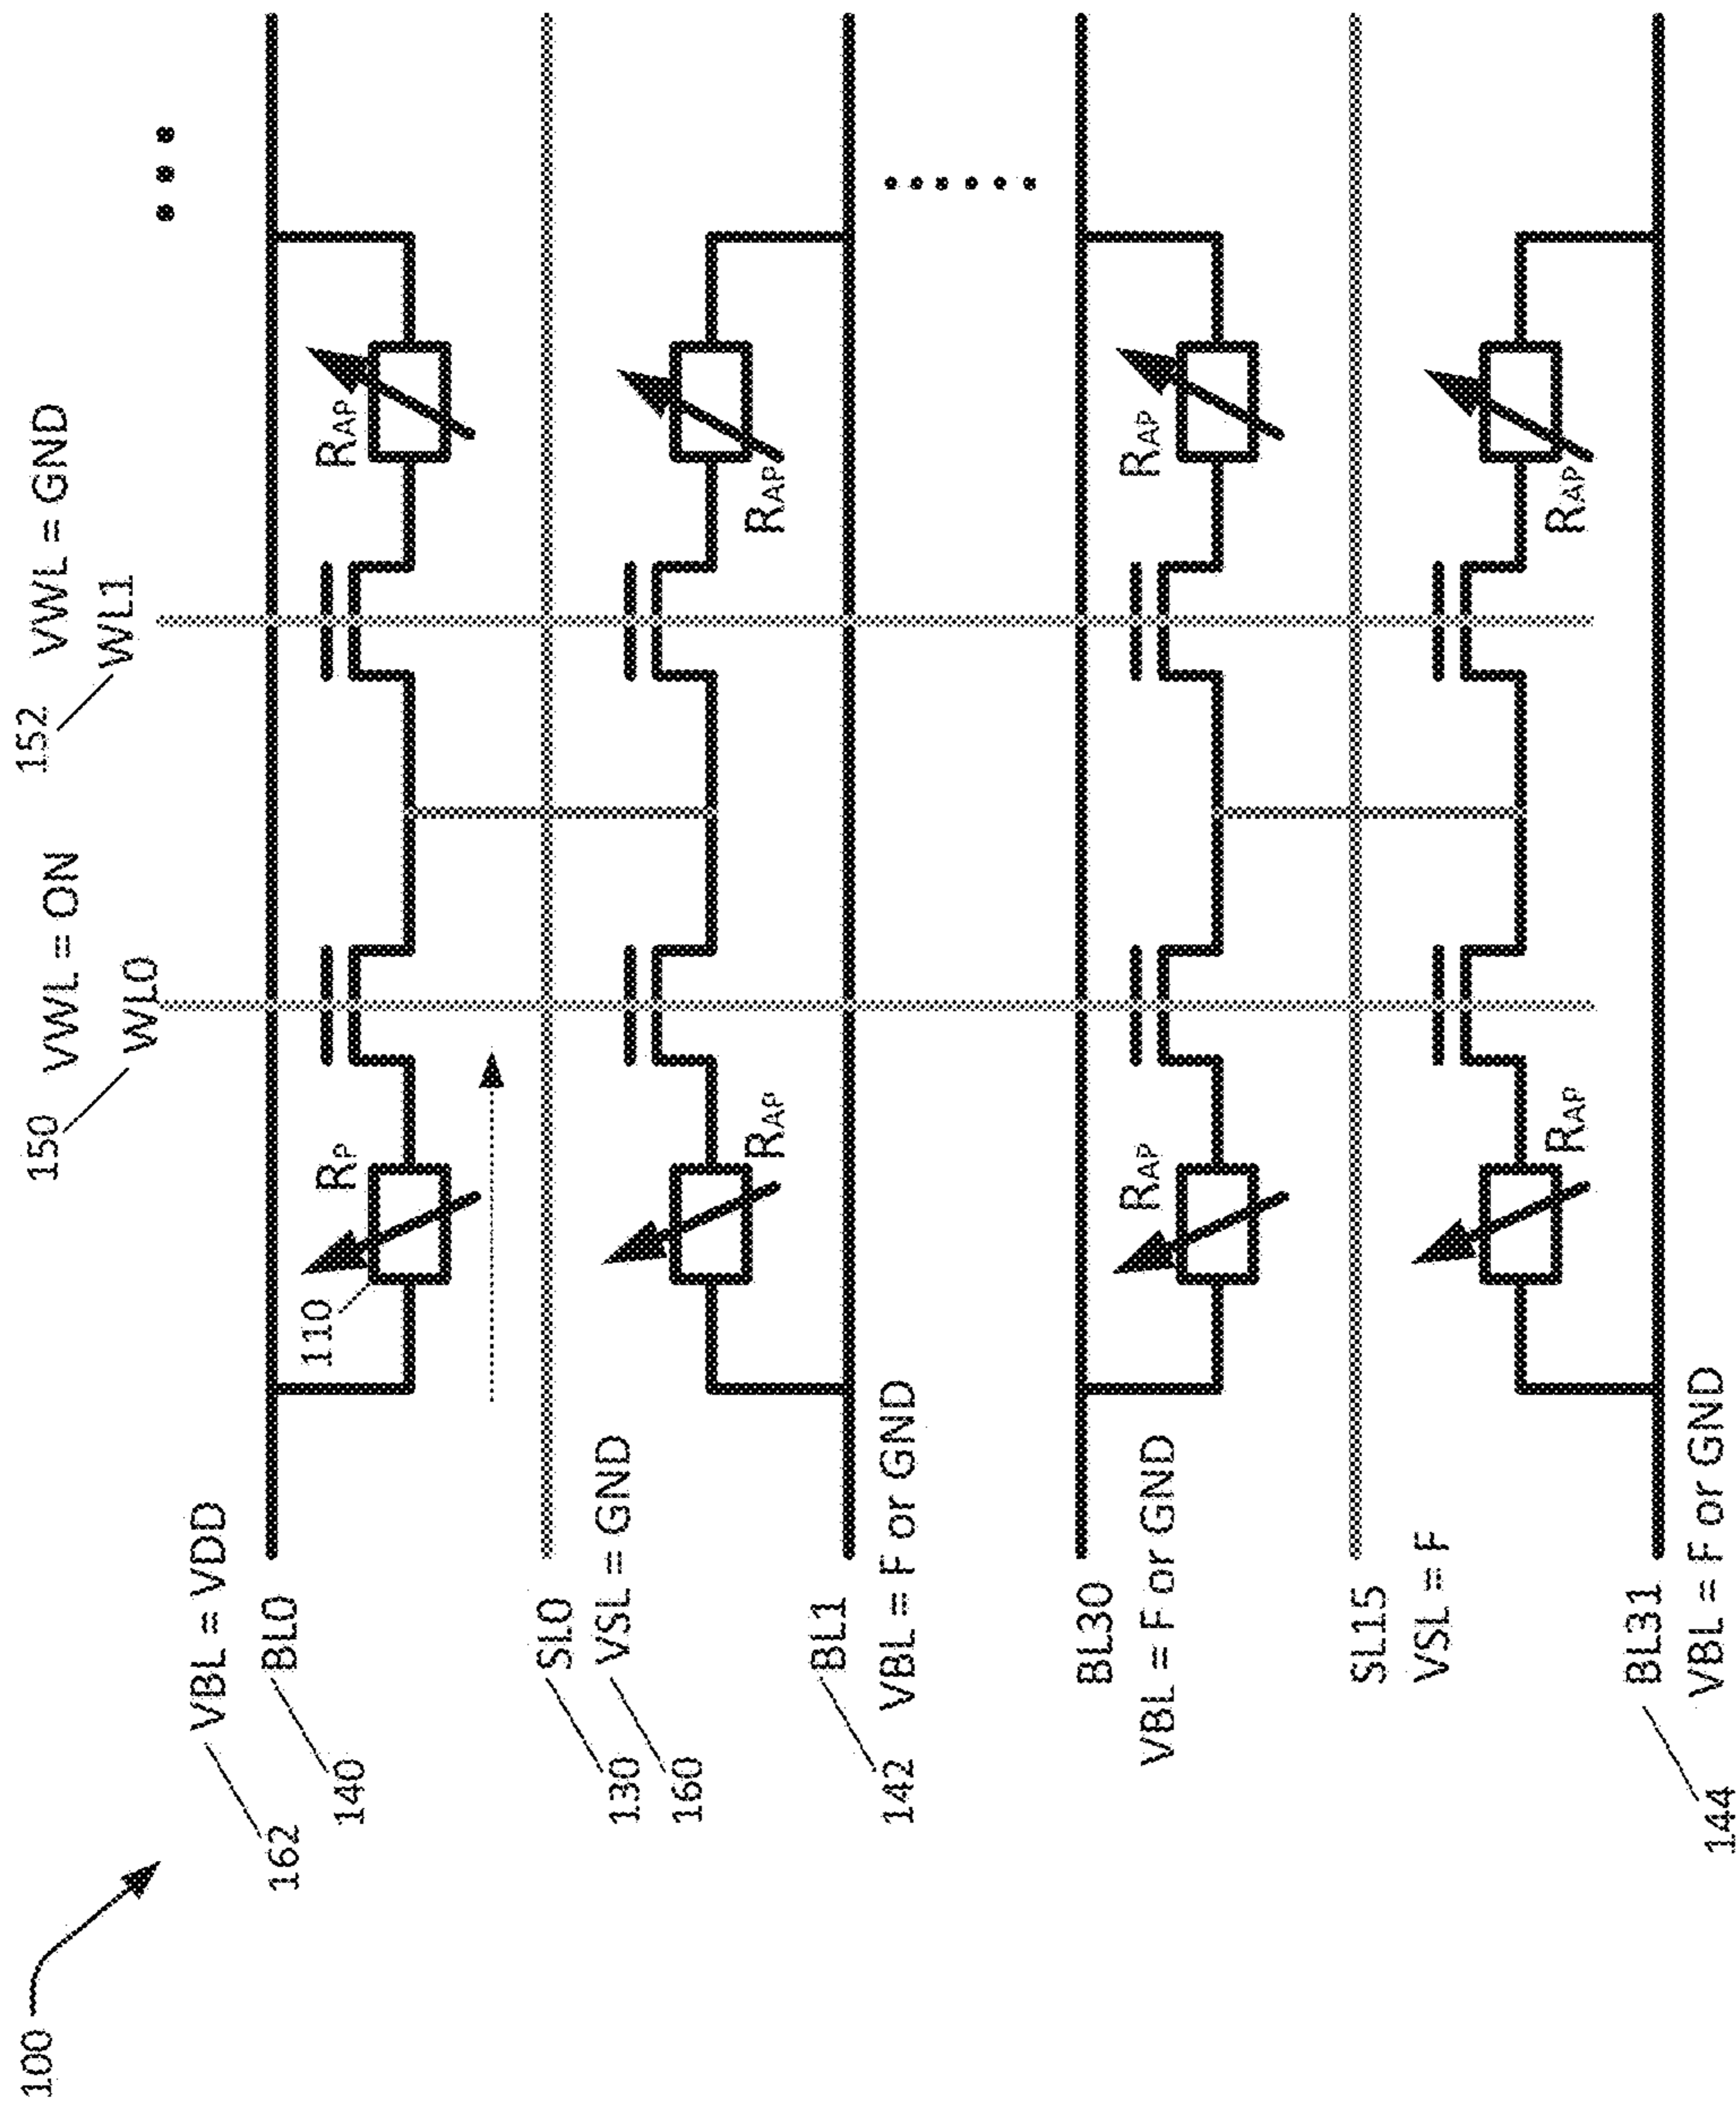 100
152 VWL = GND
WL1
150 VWL = ON
WL0
162 VBL = VDD
140 BL0
110
RP
RAP
130 SL0
160 VSL = GND
RAP
RAP
142 BL1
VBL = F or GND
BL30
VBL = F or GND
RAP
RAP
SL15
VSL = F
RAP
RAP
144 BL31
VBL = F or GND